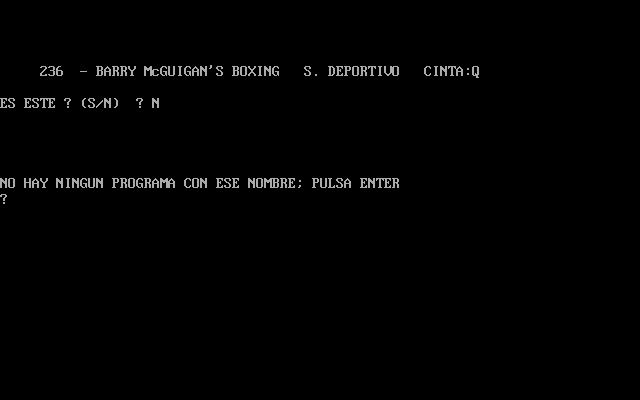 236  - BARRY McGUIGAN'S BOXING   S. DEPORTIVO   CINTA:Q
ES ESTE ? (S/N)  ? N
NO HAY NINGUN PROGRAMA CON ESE NOMBRE; PULSA ENTER
?